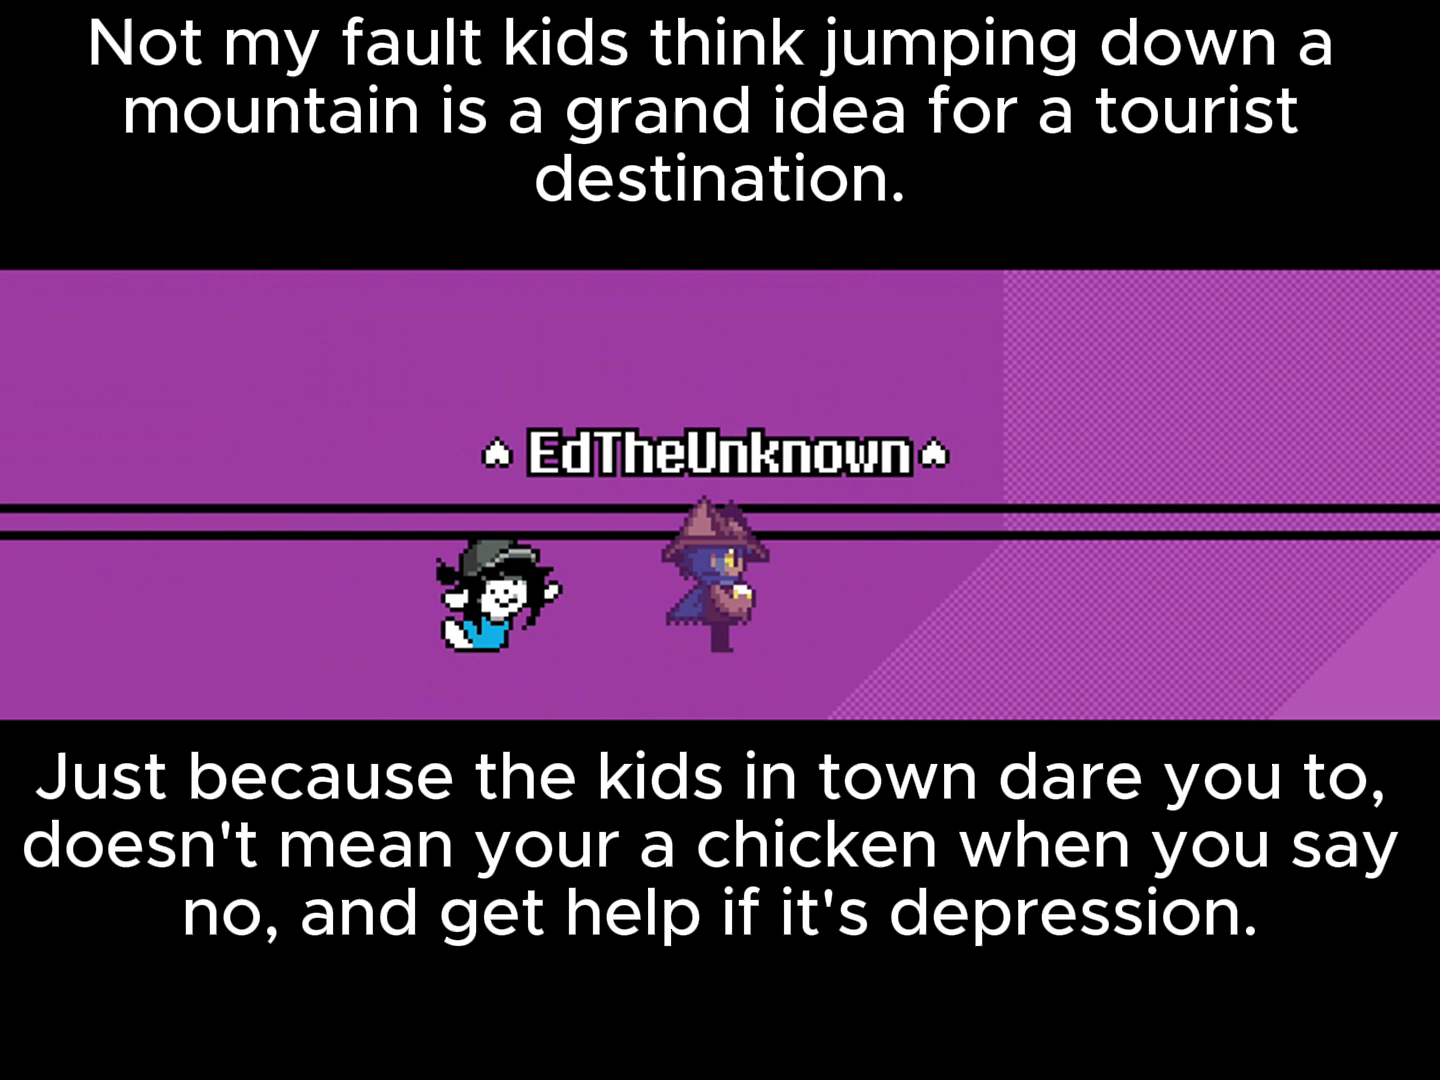 Not my fault kids think jumping down a
mountain is a grand idea for a tourist
destination.
EdTheUnknown
Just because the kids in town dare you to,
doesn't mean your a chicken when you say
no, and get help if it's depression.